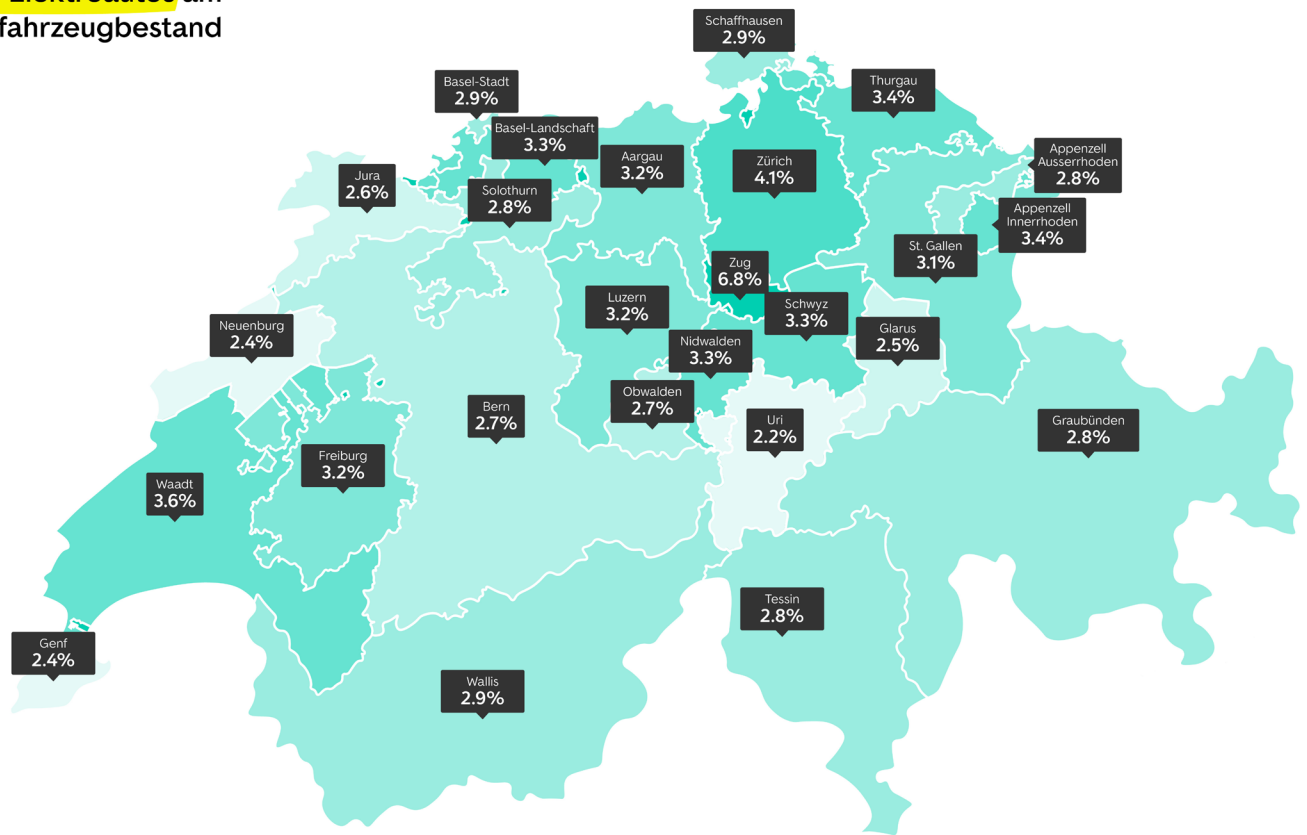 Elektroautos am
fahrzeugbestand
Schaffhausen
2.9%
Basel-Stadt
2.9%
Thurgau
3.4%
Basel-Landschaft
3.3%
Aargau
3.2%
Zürich
4.1%
Appenzell
Ausserrhoden
2.8%
Jura
2.6%
Solothurn
2.8%
Appenzell
Innerrhoden
3.4%
St. Gallen
3.1%
Zug
6.8%
Luzern
3.2%
Schwyz
3.3%
Neuenburg
2.4%
Glarus
2.5%
Nidwalden
3.3%
Obwalden
2.7%
Bern
2.7%
Uri
2.2%
Graubünden
2.8%
Freiburg
3.2%
Waadt
3.6%
Tessin
2.8%
Genf
2.4%
Wallis
2.9%